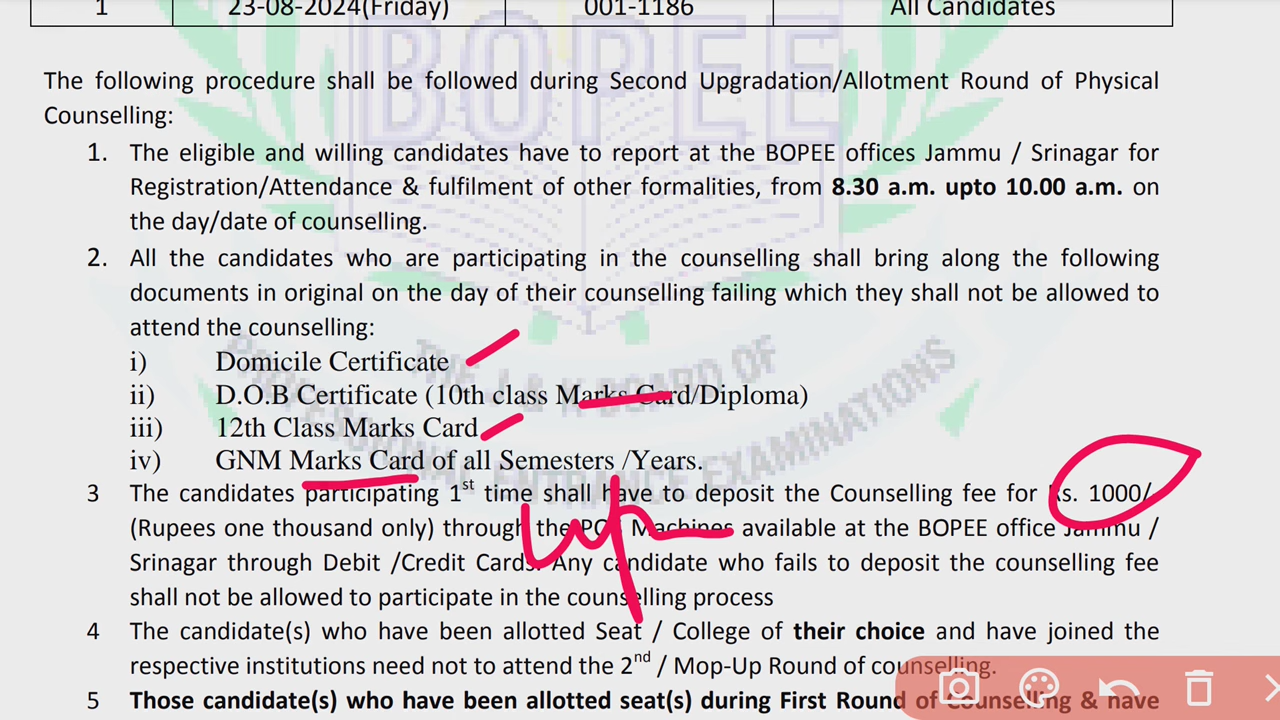 1 23-08-2024(Friday) 001-1186 All Candidates
BOPEE
The following procedure shall be followed during Second Upgradation/Allotment Round of Physical
Counselling:
1. The eligible and willing candidates have to report at the BOPEE offices Jammu / Srinagar for
Registration/Attendance & fulfilment of other formalities, from 8.30 a.m. upto 10.00 a.m. on
the day/date of counselling.
2. All the candidates who are participating in the counselling shall bring along the following
documents in original on the day of their counselling failing which they shall not be allowed to
attend the counselling:
i) Domicile Certificate
ii) D.O.B Certificate (10th class Marks Card/Diploma)
iii) 12th Class Marks Card
iv) GNM Marks Card of all Semesters /Years.
THE J & K BOARD OF
ENTRANCE EXAMINATIONS
3 The candidates participating 1st time shall have to deposit the Counselling fee for Rs. 1000/
(Rupees one thousand only) through the POS Machines available at the BOPEE office Jammu /
Srinagar through Debit /Credit Cards. Any candidate who fails to deposit the counselling fee
shall not be allowed to participate in the counselling process
4 The candidate(s) who have been allotted Seat / College of their choice and have joined the
respective institutions need not to attend the 2nd / Mop-Up Round of counselling.
5 Those candidate(s) who have been allotted seat(s) during First Round of Counselling & have